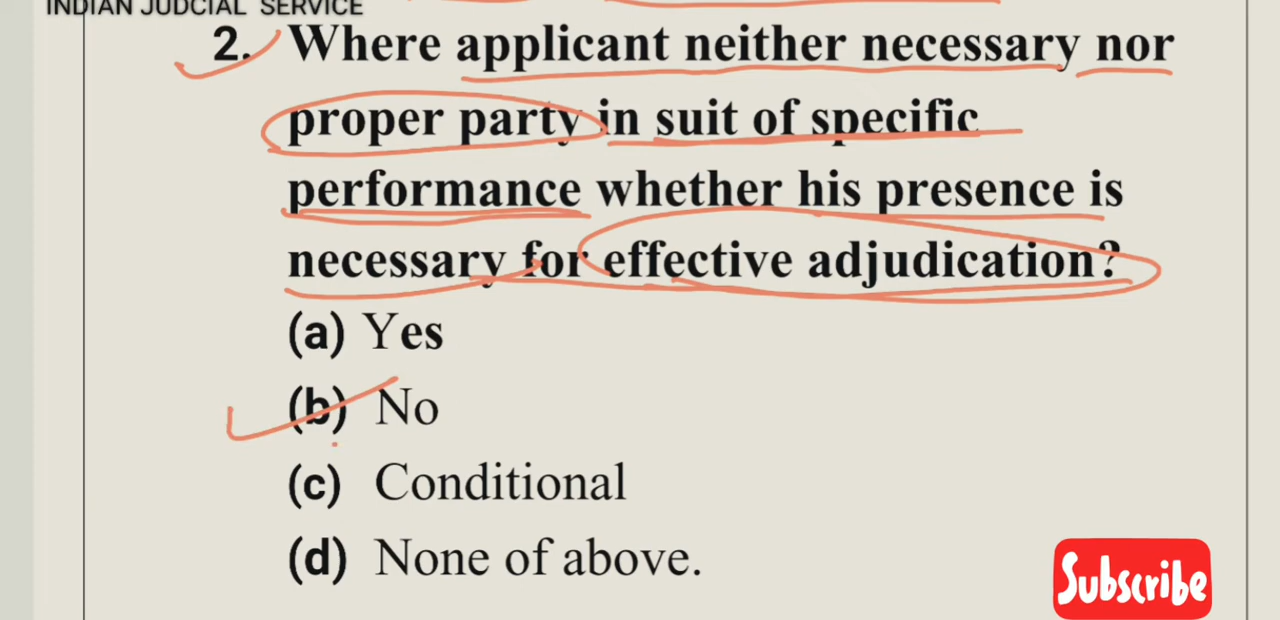 INDIAN JUDCIAL SERVICE
2. Where applicant neither necessary nor
proper party in suit of specific
performance whether his presence is
necessary for effective adjudication?
(a) Yes
(b) No
(c) Conditional
(d) None of above.
Subscribe